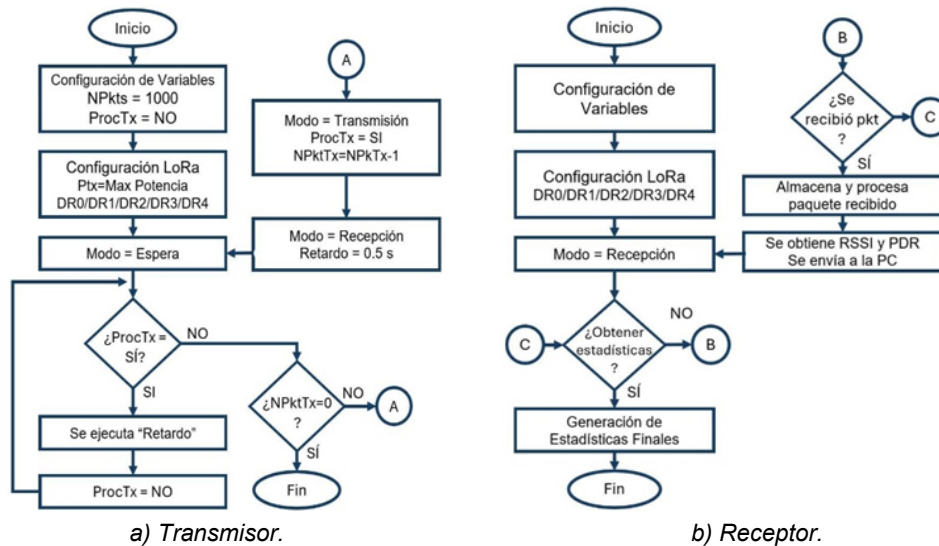 Inicio
Configuración de Variables
NPkts = 1000
ProcTx = NO
Configuración LoRa
Ptx=Max Potencia
DR0/DR1/DR2/DR3/DR4
Modo = Espera
¿ProcTx =
SÍ?
NO
SI
Se ejecuta “Retardo”
ProcTx = NO
¿NPktTx=0
?
NO
A
SÍ
Fin
A
Modo = Transmisión
ProcTx = SI
NPktTx=NPkTx-1
Modo = Recepción
Retardo = 0.5 s
a) Transmisor.
Inicio
Configuración de
Variables
Configuración LoRa
DR0/DR1/DR2/DR3/DR4
Modo = Recepción
C
¿Obtener
estadísticas
?
NO
B
SÍ
Generación de
Estadísticas Finales
Fin
B
¿Se
recibió pkt
?
C
SÍ
Almacena y procesa
paquete recibido
Se obtiene RSSI y PDR
Se envía a la PC
b) Receptor.